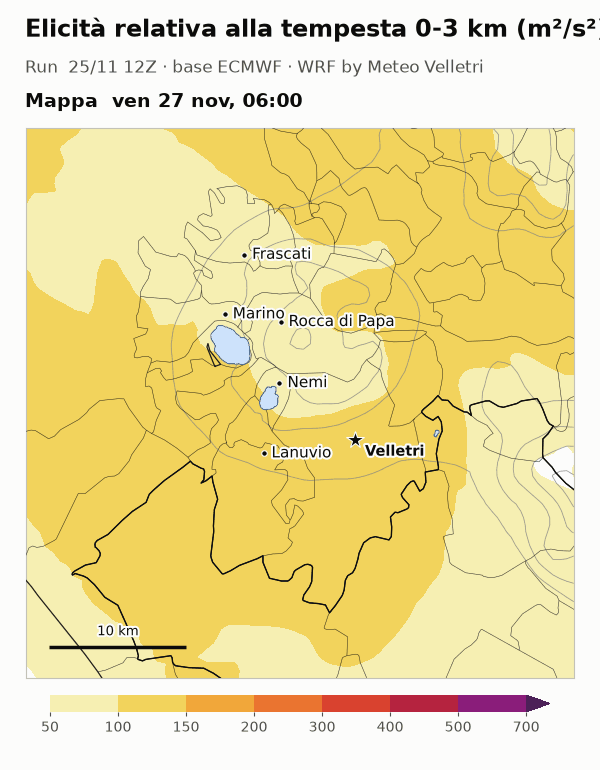 Elicità relativa alla tempesta 0-3 km (m²/s²)
Run  25/11 12Z · base ECMWF · WRF by Meteo Velletri
Mappa  ven 27 nov, 06:00
Frascati
Marino
Rocca di Papa
Nemi
Velletri
Lanuvio
10 km
50 100 150 200 300 400 500 700